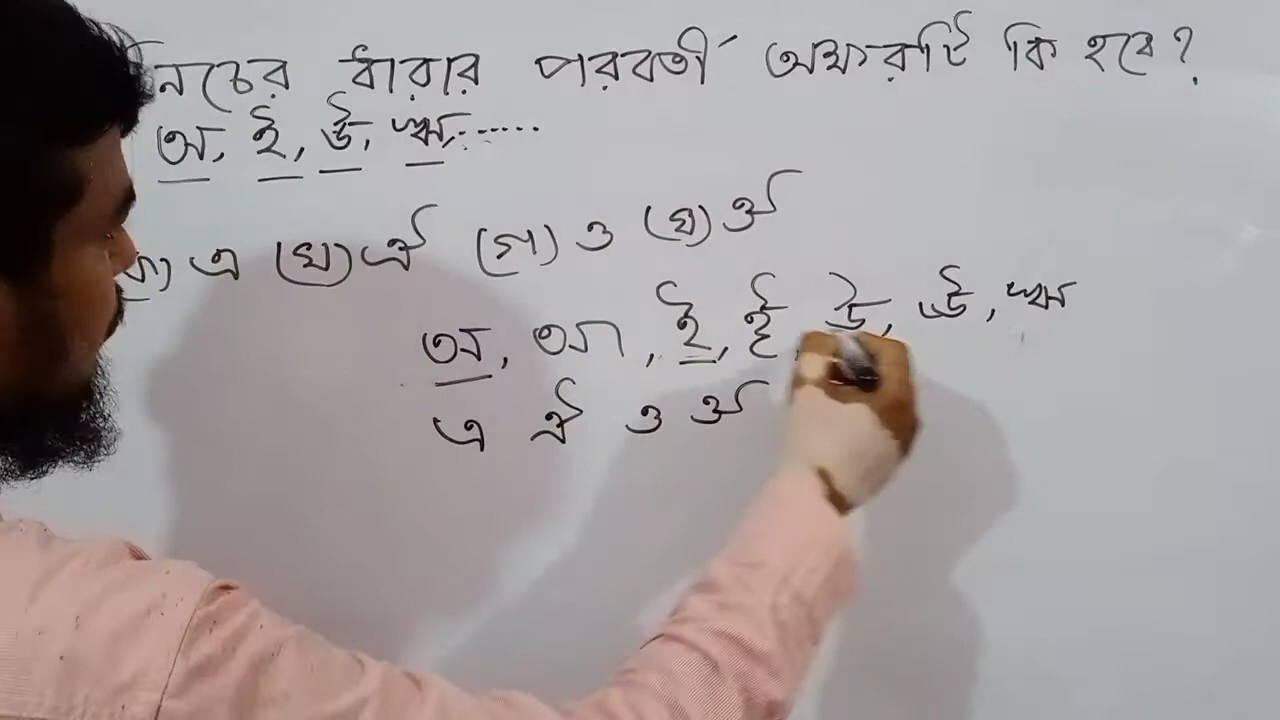 নিচের ধারার পরবর্তী অক্ষরটি কি হবে?
অ, ই, উ, ঋ,......
(ক) এ (খ) ঐ (গ) ও (ঘ) ঔ
অ, আ, ই, ঈ, উ, ঊ, ঋ
এ ঐ ও ঔ